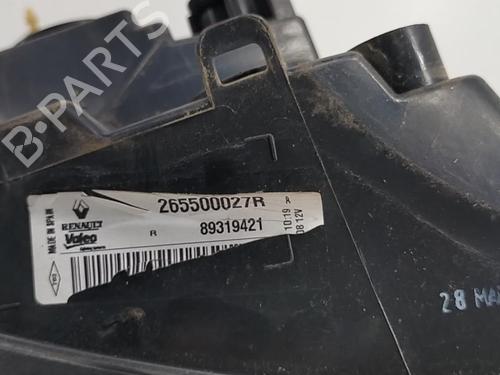 B-PARTS
MADE IN SPAIN
RENAULT
Valeo
265500027R
R 89319421
10:19 A
08 12V
28 MA